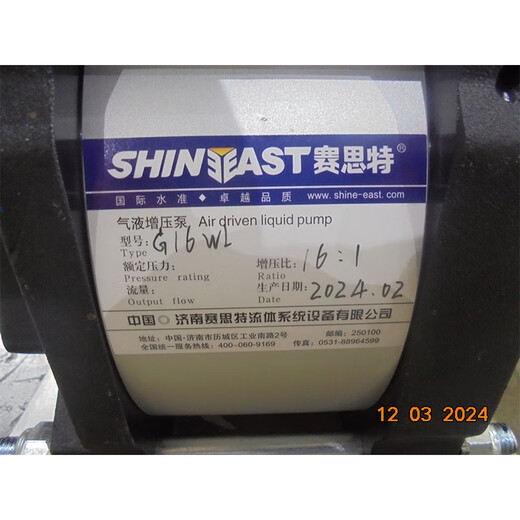 SHINEEAST 赛思特®
国际水准 ◆ 卓越品质 www.shine-east.com
气液增压泵 Air driven liquid pump
型号: G16WL
Type
额定压力: 增压比: 16:1
Pressure rating Ratio
流量: 生产日期: 2024.02
Output flow Date
中国 济南赛思特流体系统设备有限公司
地址: 中国·济南市历城区工业南路2号 邮编: 250100
全国统一服务热线: 400-060-9169 传真: 0531-88964599
12 03 2024